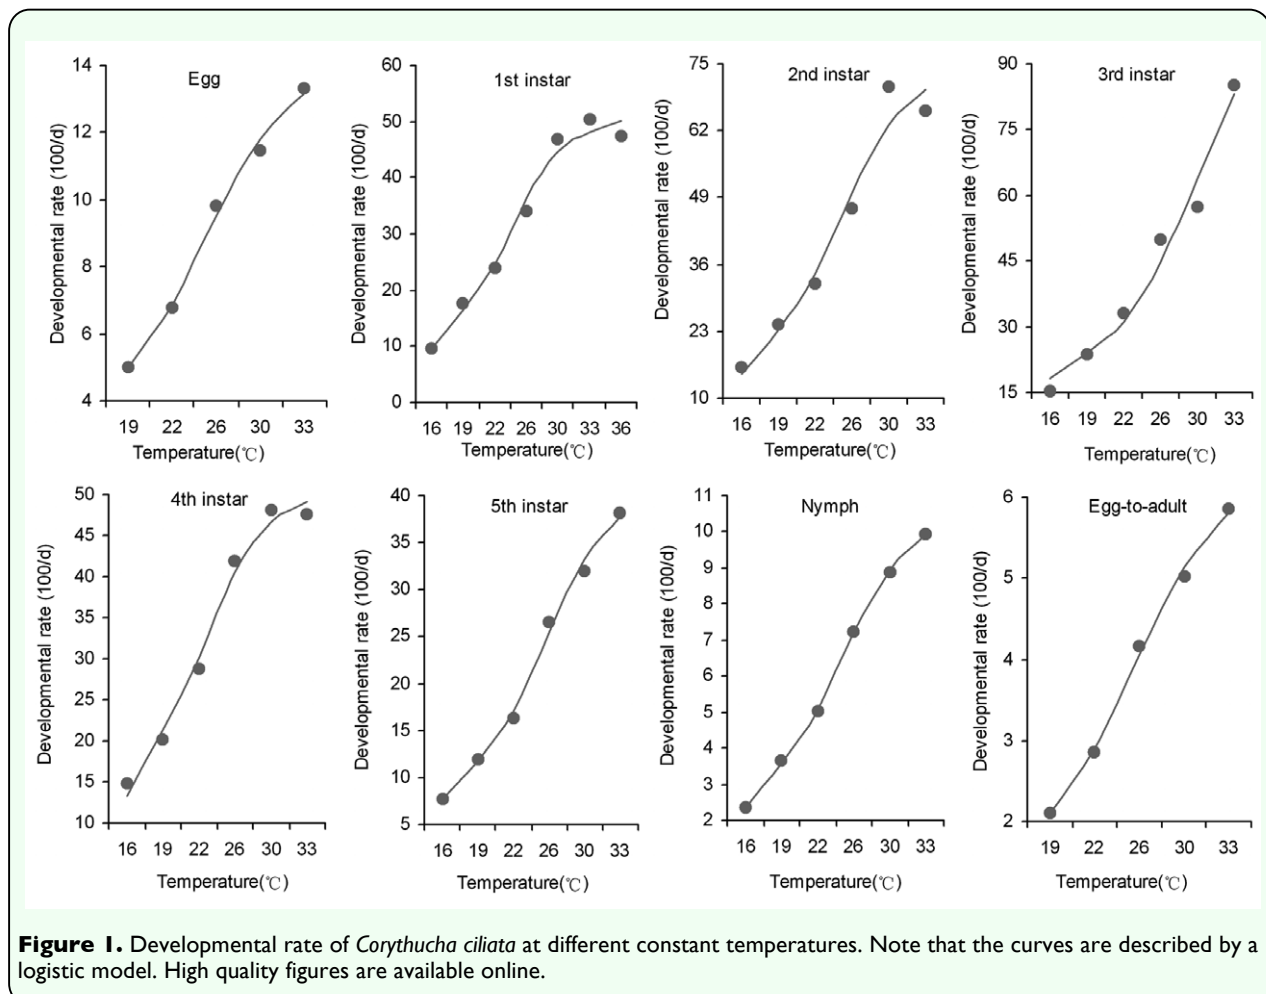 Egg
Developmental rate (100/d)
14
12
10
8
6
4
19 22 26 30 33
Temperature(℃)
1st instar
Developmental rate (100/d)
60
50
40
30
20
10
0
16 19 22 26 30 33 36
Temperature(℃)
2nd instar
Developmental rate (100/d)
75
62
49
36
23
10
16 19 22 26 30 33
Temperature(℃)
3rd instar
Developmental rate (100/d)
90
75
60
45
30
15
16 19 22 26 30 33
Temperature(℃)
4th instar
Developmental rate (100/d)
50
45
40
35
30
25
20
15
10
16 19 22 26 30 33
Temperature(℃)
5th instar
Developmental rate (100/d)
40
35
30
25
20
15
10
5
16 19 22 26 30 33
Temperature(℃)
Nymph
Developmental rate (100/d)
11
10
9
8
7
6
5
4
3
2
16 19 22 26 30 33
Temperature(℃)
Egg-to-adult
Developmental rate (100/d)
6
5
4
3
2
19 22 26 30 33
Temperature(℃)
Figure 1. Developmental rate of Corythucha ciliata at different constant temperatures. Note that the curves are described by a
logistic model. High quality figures are available online.